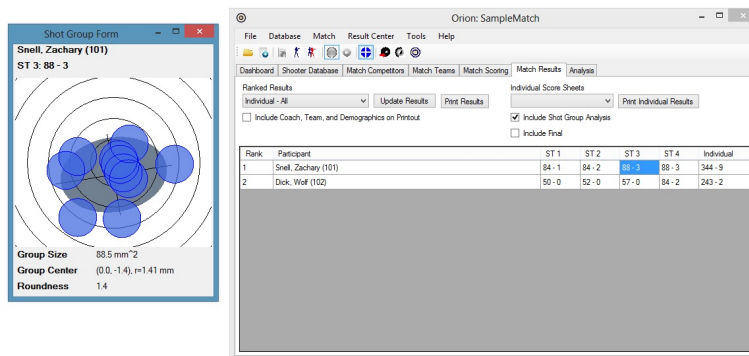 Shot Group Form
Snell, Zachary (101)
ST 3: 88 - 3
Group Size 88.5 mm^2
Group Center (0.0, -1.4), r=1.41 mm
Roundness 1.4
Orion: SampleMatch
File Database Match Result Center Tools Help
Dashboard Shooter Database Match Competitors Match Teams Match Scoring Match Results Analysis
Ranked Results Individual Score Sheets
Individual - All Update Results Print Results Print Individual Results
Include Coach, Team, and Demographics on Printout Include Shot Group Analysis
Include Final
Rank Participant ST 1 ST 2 ST 3 ST 4 Individual
1 Snell, Zachary (101) 84 - 1 84 - 2 88 - 3 88 - 3 344 - 9
2 Dick, Wolf (102) 50 - 0 52 - 0 57 - 0 84 - 2 243 - 2